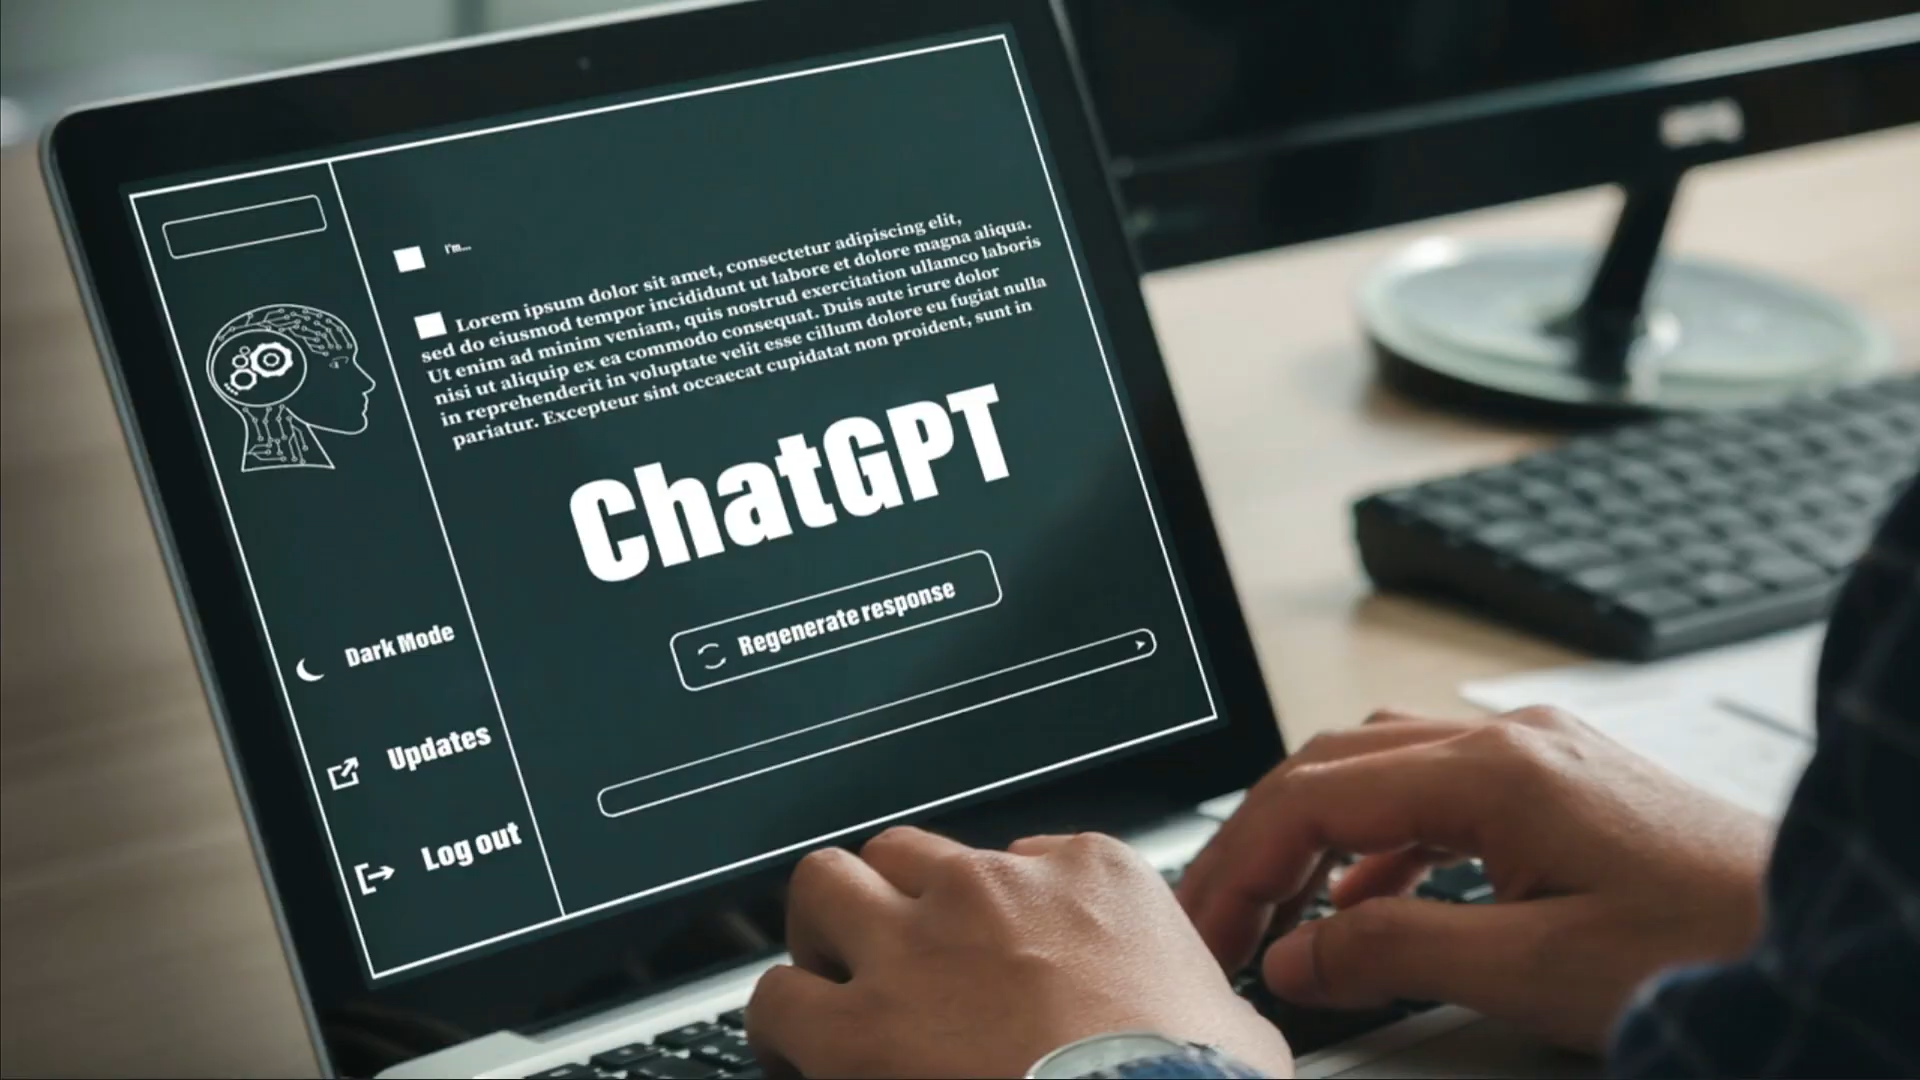 I'm...
Lorem ipsum dolor sit amet, consectetur adipiscing elit,
sed do eiusmod tempor incididunt ut labore et dolore magna aliqua.
Ut enim ad minim veniam, quis nostrud exercitation ullamco laboris
nisi ut aliquip ex ea commodo consequat. Duis aute irure dolor
in reprehenderit in voluptate velit esse cillum dolore eu fugiat nulla
pariatur. Excepteur sint occaecat cupidatat non proident, sunt in
ChatGPT
Regenerate response
Dark Mode
Updates
Log out